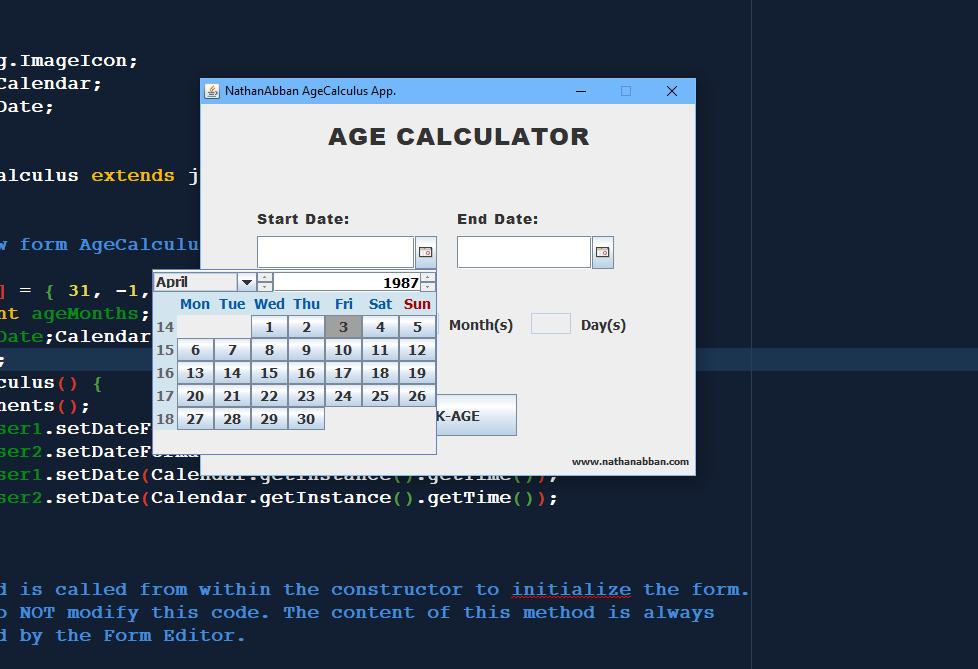 g.ImageIcon;
Calendar;
Date;
NathanAbban AgeCalculus App.
AGE CALCULATOR
alculus extends j
Start Date: End Date:
w form AgeCalculu
April 1987
] = { 31, -1,
Mon Tue Wed Thu Fri Sat Sun
nt ageMonths;
14 1 2 3 4 5
Month(s) Day(s)
Date;Calendar
15 6 7 8 9 10 11 12
;
16 13 14 15 16 17 18 19
culus() {
17 20 21 22 23 24 25 26
nents();
18 27 28 29 30
K-AGE
ser1.setDateF
ser2.setDateForma
www.nathanabban.com
ser1.setDate(Calendar.getInstance().getTime());
ser2.setDate(Calendar.getInstance().getTime());
d is called from within the constructor to initialize the form.
o NOT modify this code. The content of this method is always
d by the Form Editor.